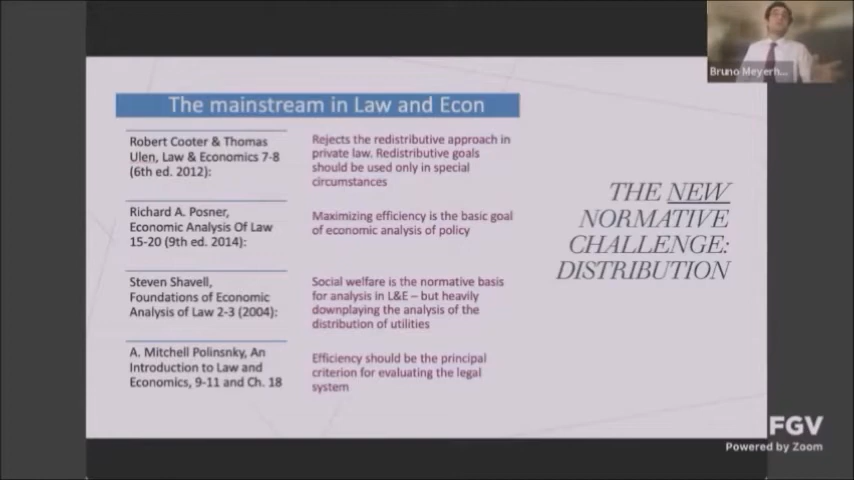 Bruno Meyerh...
The mainstream in Law and Econ
Robert Cooter & Thomas
Ulen, Law & Economics 7-8
(6th ed. 2012):
Rejects the redistributive approach in
private law. Redistributive goals
should be used only in special
circumstances
Richard A. Posner,
Economic Analysis Of Law
15-20 (9th ed. 2014):
Maximizing efficiency is the basic goal
of economic analysis of policy
Steven Shavell,
Foundations of Economic
Analysis of Law 2-3 (2004):
Social welfare is the normative basis
for analysis in L&E – but heavily
downplaying the analysis of the
distribution of utilities
A. Mitchell Polinsnky, An
Introduction to Law and
Economics, 9-11 and Ch. 18
Efficiency should be the principal
criterion for evaluating the legal
system
THE NEW
NORMATIVE
CHALLENGE:
DISTRIBUTION
FGV
Powered by Zoom